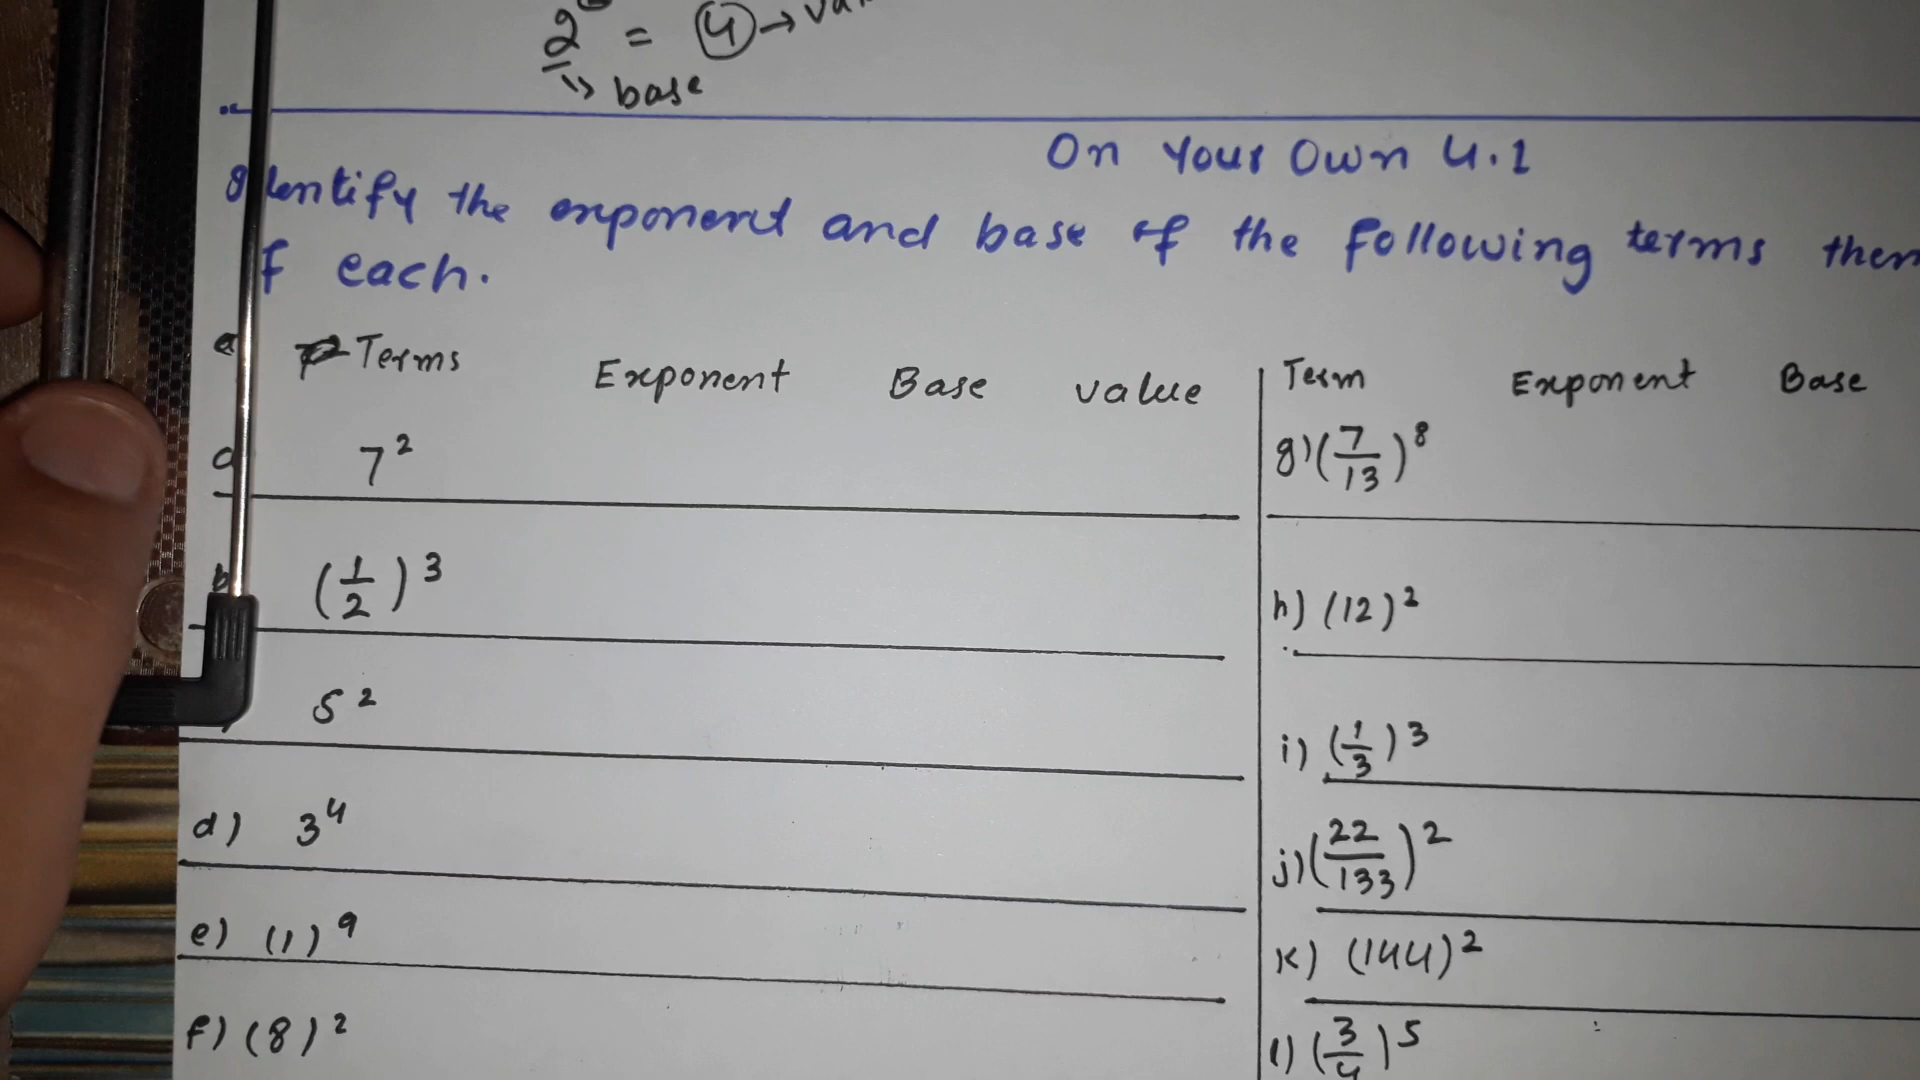 2 = 4 →
↳ base
On Your Own 4.1
Identify the exponent and base of the following terms then
f each.
Terms Exponent Base value
7²
b (1/2)³
5²
d) 3⁴
e) (1)⁹
f) (8)²
Term Exponent Base
g) (7/13)⁸
h) (12)²
i) (1/3)³
j) (22/133)²
k) (144)²
l) (3/4)⁵